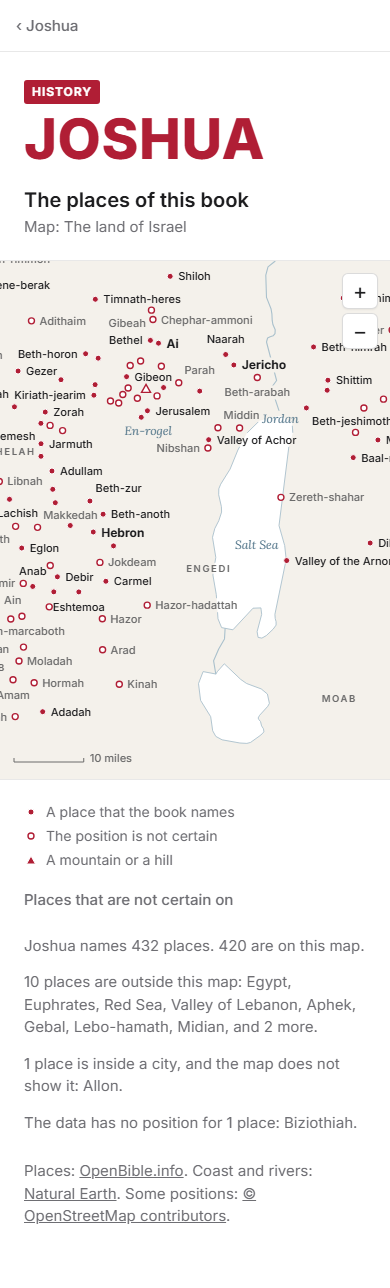 ‹ Joshua
HISTORY
JOSHUA
The places of this book
Map: The land of Israel
Shiloh
ene-berak
Timnath-heres
Adithaim
Gibeah
Chephar-ammoni
Bethel
Ai
Naarah
Beth-horon
Jericho
Gezer
Gibeon
Parah
Shittim
Beth-arabah
Kiriath-jearim
Zorah
Jerusalem
Middin
Jordan
Beth-jeshimoth
En-rogel
emesh
Jarmuth
Nibshan
Valley of Achor
HELAH
Baal-
Adullam
Libnah
Beth-zur
Zereth-shahar
Lachish
Makkedah
Beth-anoth
Hebron
Eglon
Salt Sea
Jokdeam
Valley of the Arnon
ENGEDI
Anab
Debir
mir
Carmel
Ain
Eshtemoa
Hazor-hadattah
Hazor
n-marcaboth
Arad
Moladah
Hormah
Kinah
Amam
MOAB
Adadah
10 miles
+
−
A place that the book names
The position is not certain
A mountain or a hill
Places that are not certain on
Joshua names 432 places. 420 are on this map.
10 places are outside this map: Egypt,
Euphrates, Red Sea, Valley of Lebanon, Aphek,
Gebal, Lebo-hamath, Midian, and 2 more.
1 place is inside a city, and the map does not
show it: Allon.
The data has no position for 1 place: Biziothiah.
Places: OpenBible.info. Coast and rivers:
Natural Earth. Some positions: ©
OpenStreetMap contributors.